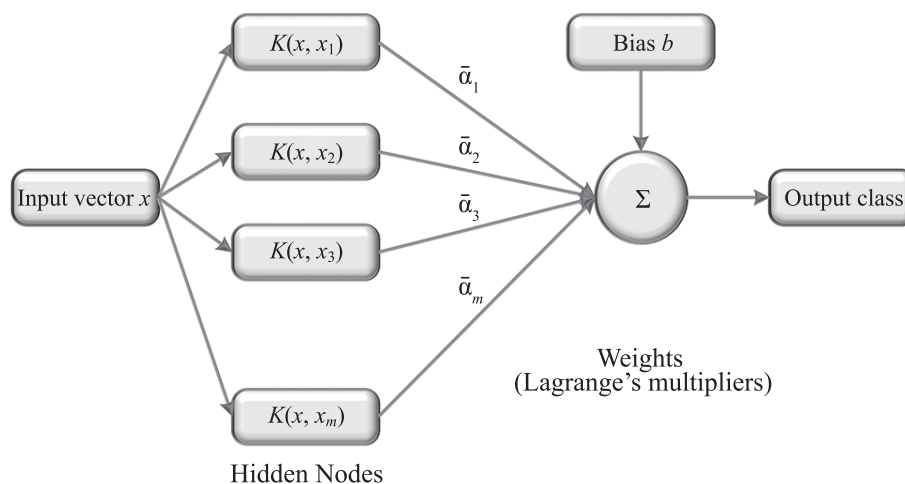 K(x, x₁)
Bias b
ᾱ₁
K(x, x₂)
ᾱ₂
Input vector x
Σ
Output class
ᾱ₃
K(x, x₃)
ᾱₘ
Weights
(Lagrange’s multipliers)
K(x, xₘ)
Hidden Nodes